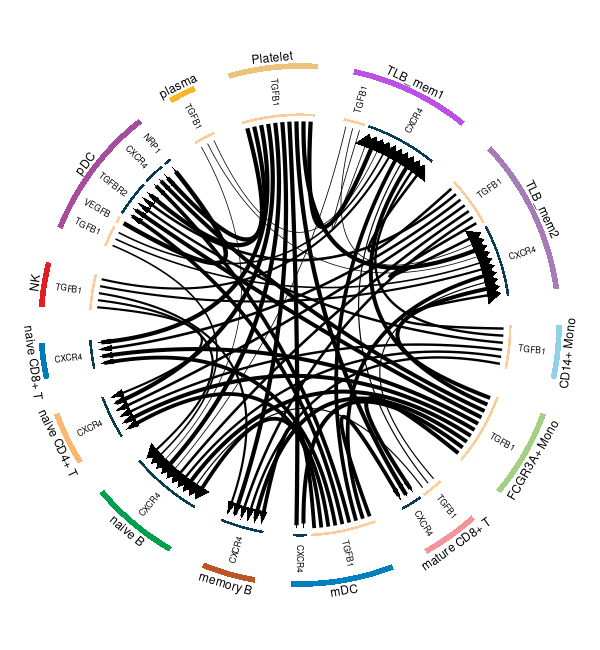 Platelet
TGFB1
TLB_mem1
TGFB1
CXCR4
TLB_mem2
TGFB1
CXCR4
CD14+ Mono
TGFB1
FCGR3A+ Mono
TGFB1
mature CD8+ T
TGFB1
CXCR4
mDC
TGFB1
CXCR4
memory B
CXCR4
naive B
CXCR4
naive CD4+ T
CXCR4
naive CD8+ T
CXCR4
NK
TGFB1
pDC
TGFB1
VEGFB
TGFBR2
CXCR4
NRP1
plasma
TGFB1